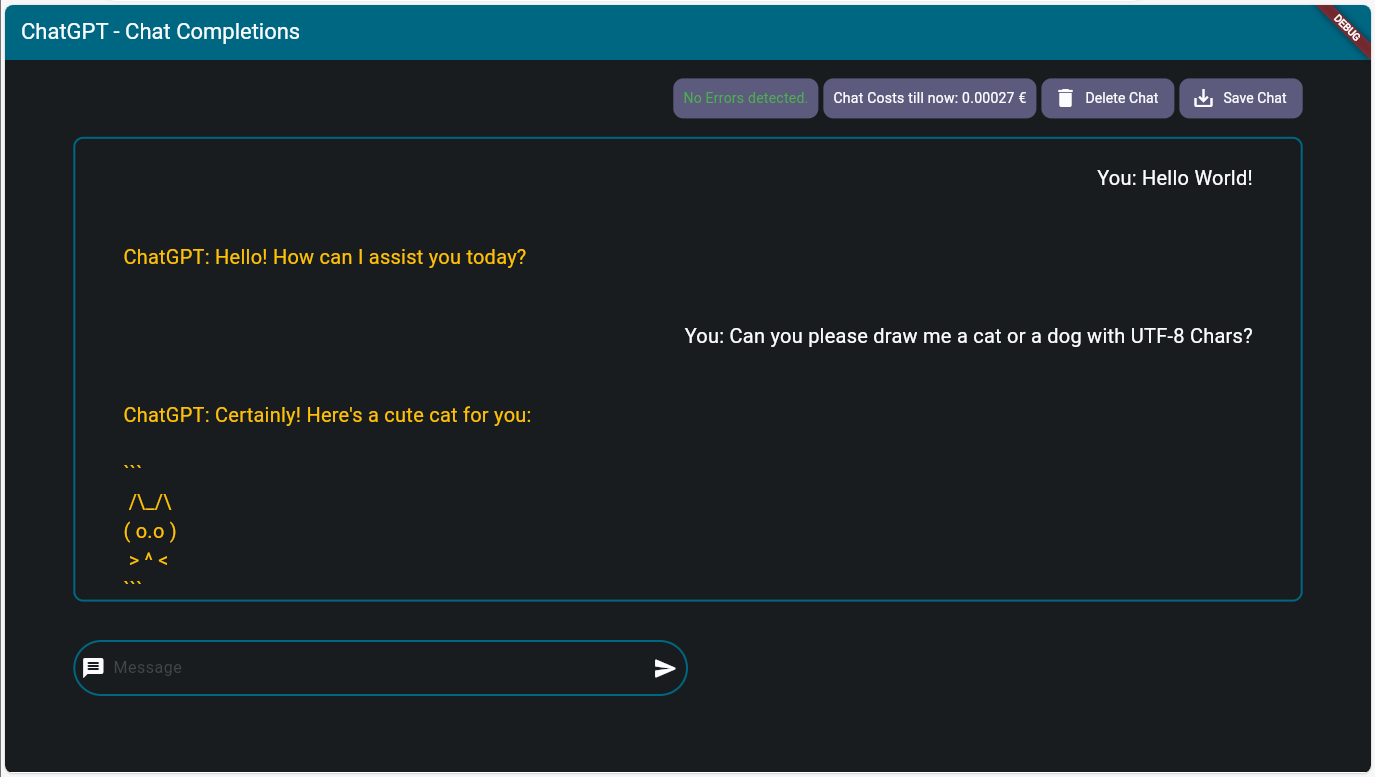 ChatGPT - Chat Completions
DEBUG
No Errors detected.
Chat Costs till now: 0.00027 €
Delete Chat
Save Chat
You: Hello World!
ChatGPT: Hello! How can I assist you today?
You: Can you please draw me a cat or a dog with UTF-8 Chars?
ChatGPT: Certainly! Here's a cute cat for you:
```
 /\_/\
( o.o )
 > ^ <
```
Message